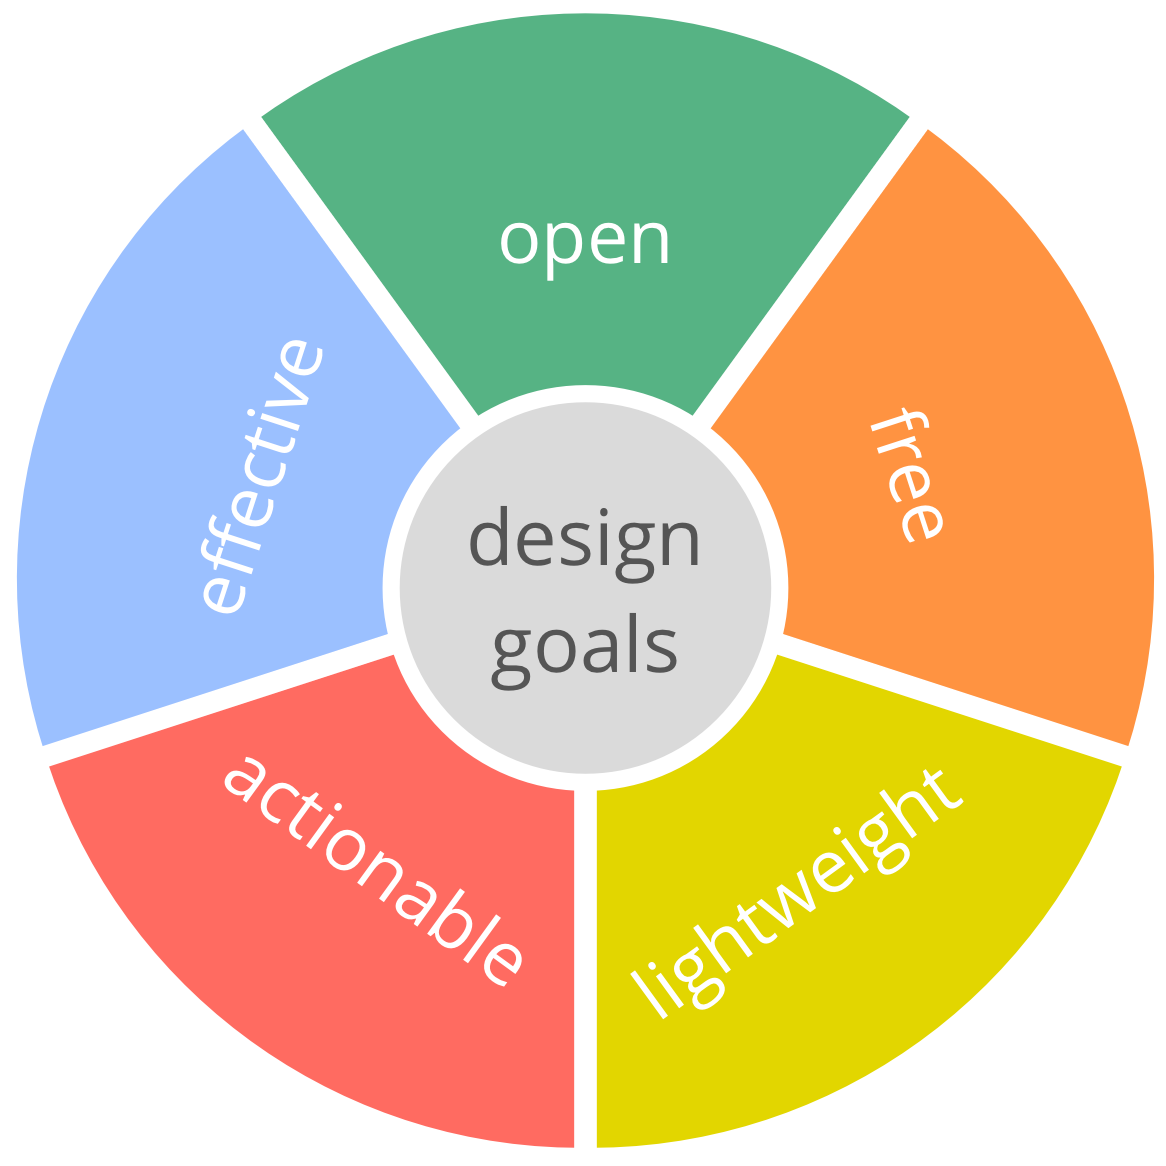 open
free
lightweight
actionable
effective
design
goals